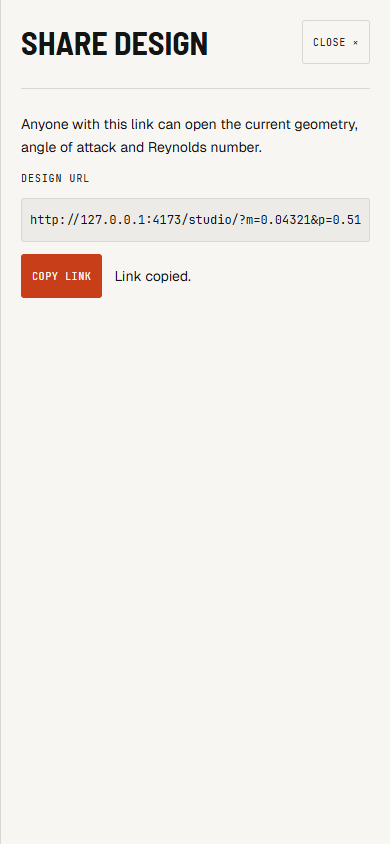 SHARE DESIGN
CLOSE ×
Anyone with this link can open the current geometry,
angle of attack and Reynolds number.
DESIGN URL
http://127.0.0.1:4173/studio/?m=0.04321&p=0.51
COPY LINK
Link copied.